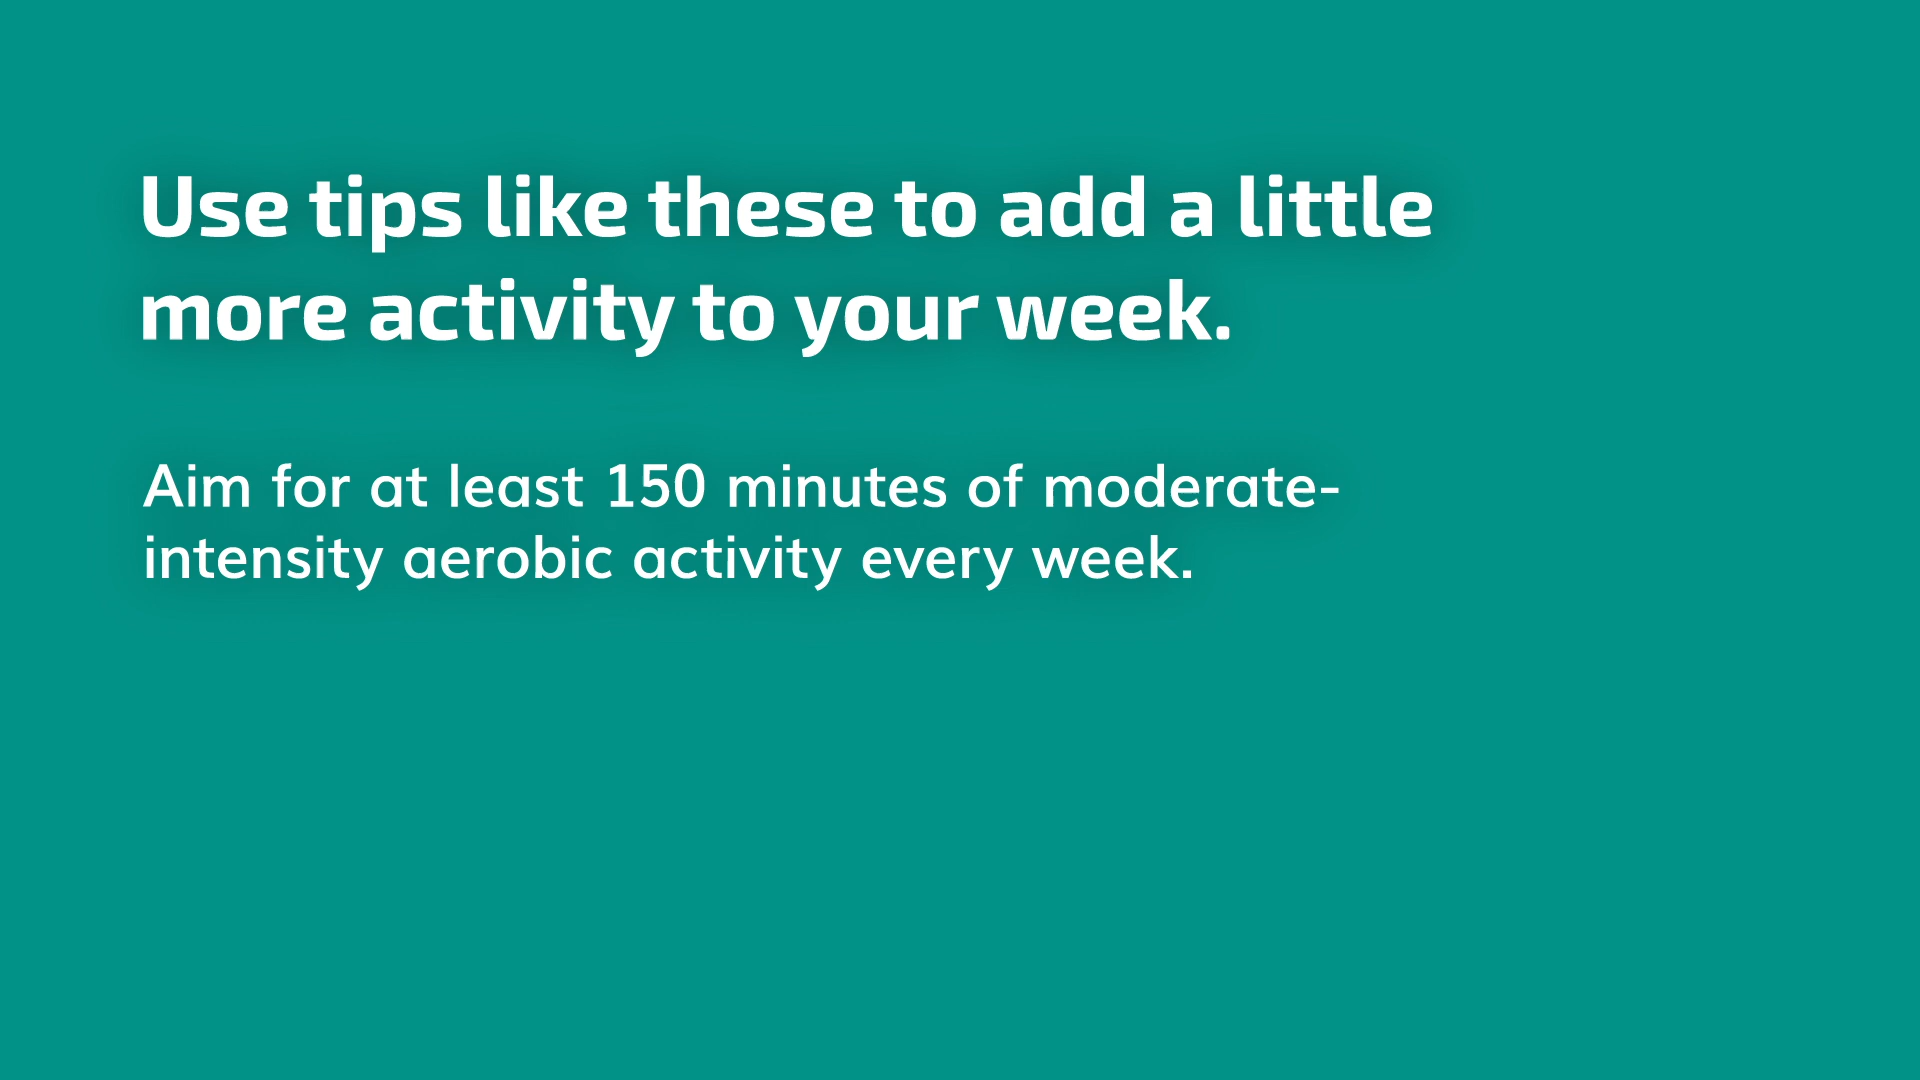 Use tips like these to add a little
more activity to your week.
Aim for at least 150 minutes of moderate-
intensity aerobic activity every week.